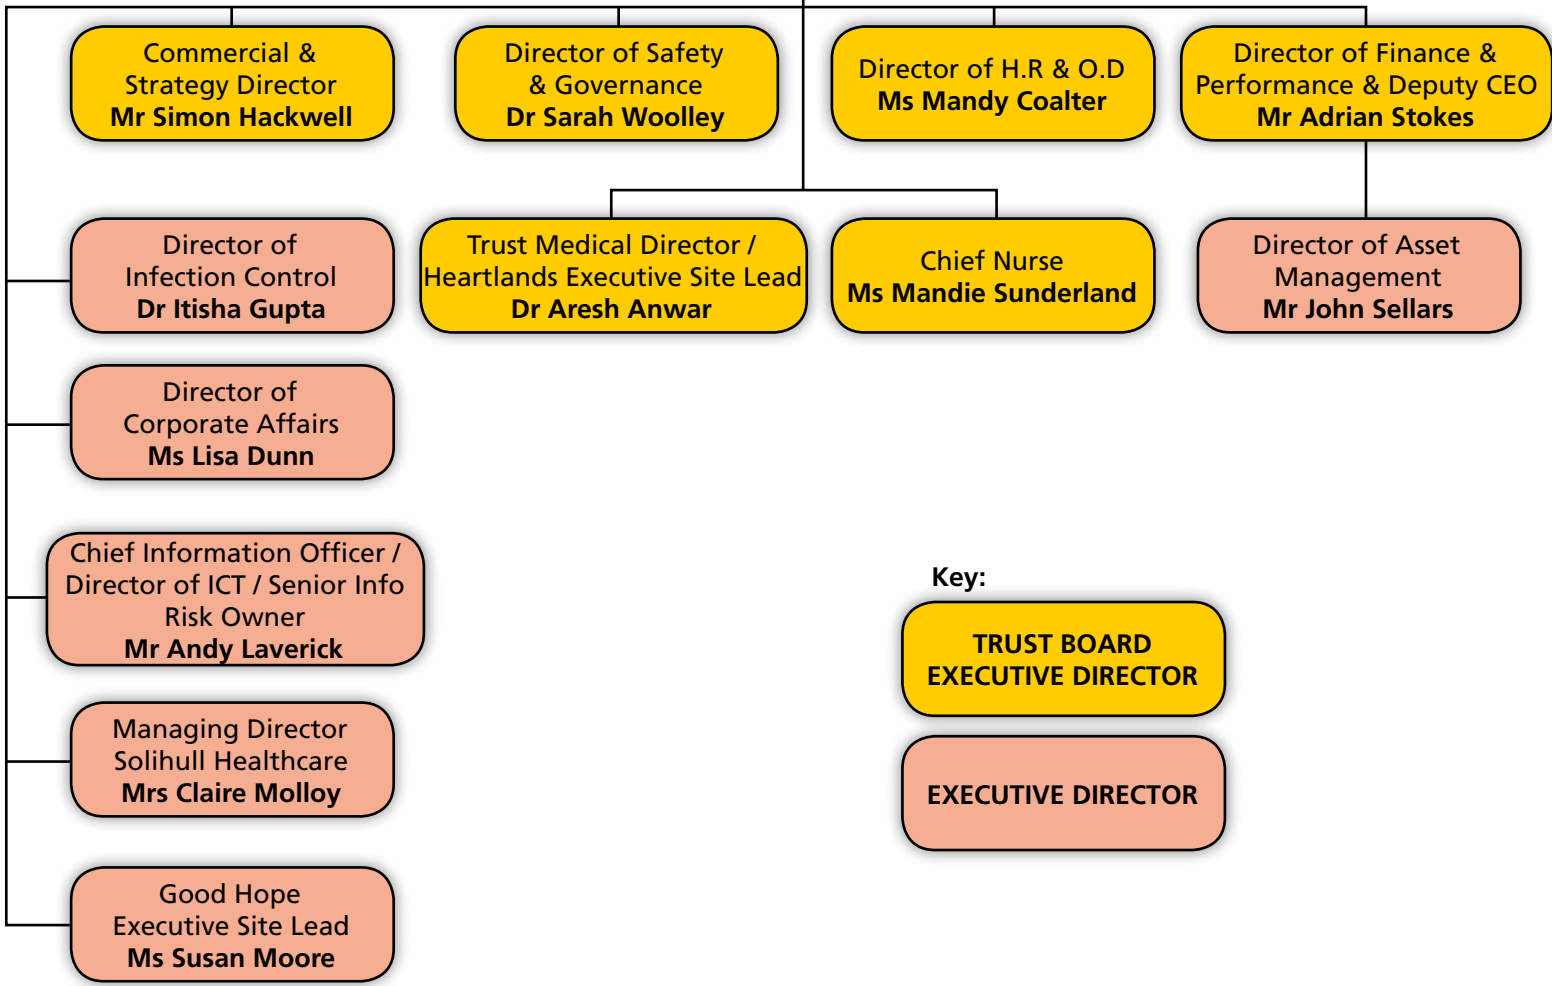 Commercial &
Strategy Director
Mr Simon Hackwell
Director of Safety
& Governance
Dr Sarah Woolley
Director of H.R & O.D
Ms Mandy Coalter
Director of Finance &
Performance & Deputy CEO
Mr Adrian Stokes
Director of
Infection Control
Dr Itisha Gupta
Trust Medical Director /
Heartlands Executive Site Lead
Dr Aresh Anwar
Chief Nurse
Ms Mandie Sunderland
Director of Asset
Management
Mr John Sellars
Director of
Corporate Affairs
Ms Lisa Dunn
Chief Information Officer /
Director of ICT / Senior Info
Risk Owner
Mr Andy Laverick
Managing Director
Solihull Healthcare
Mrs Claire Molloy
Good Hope
Executive Site Lead
Ms Susan Moore
Key:
TRUST BOARD
EXECUTIVE DIRECTOR
EXECUTIVE DIRECTOR